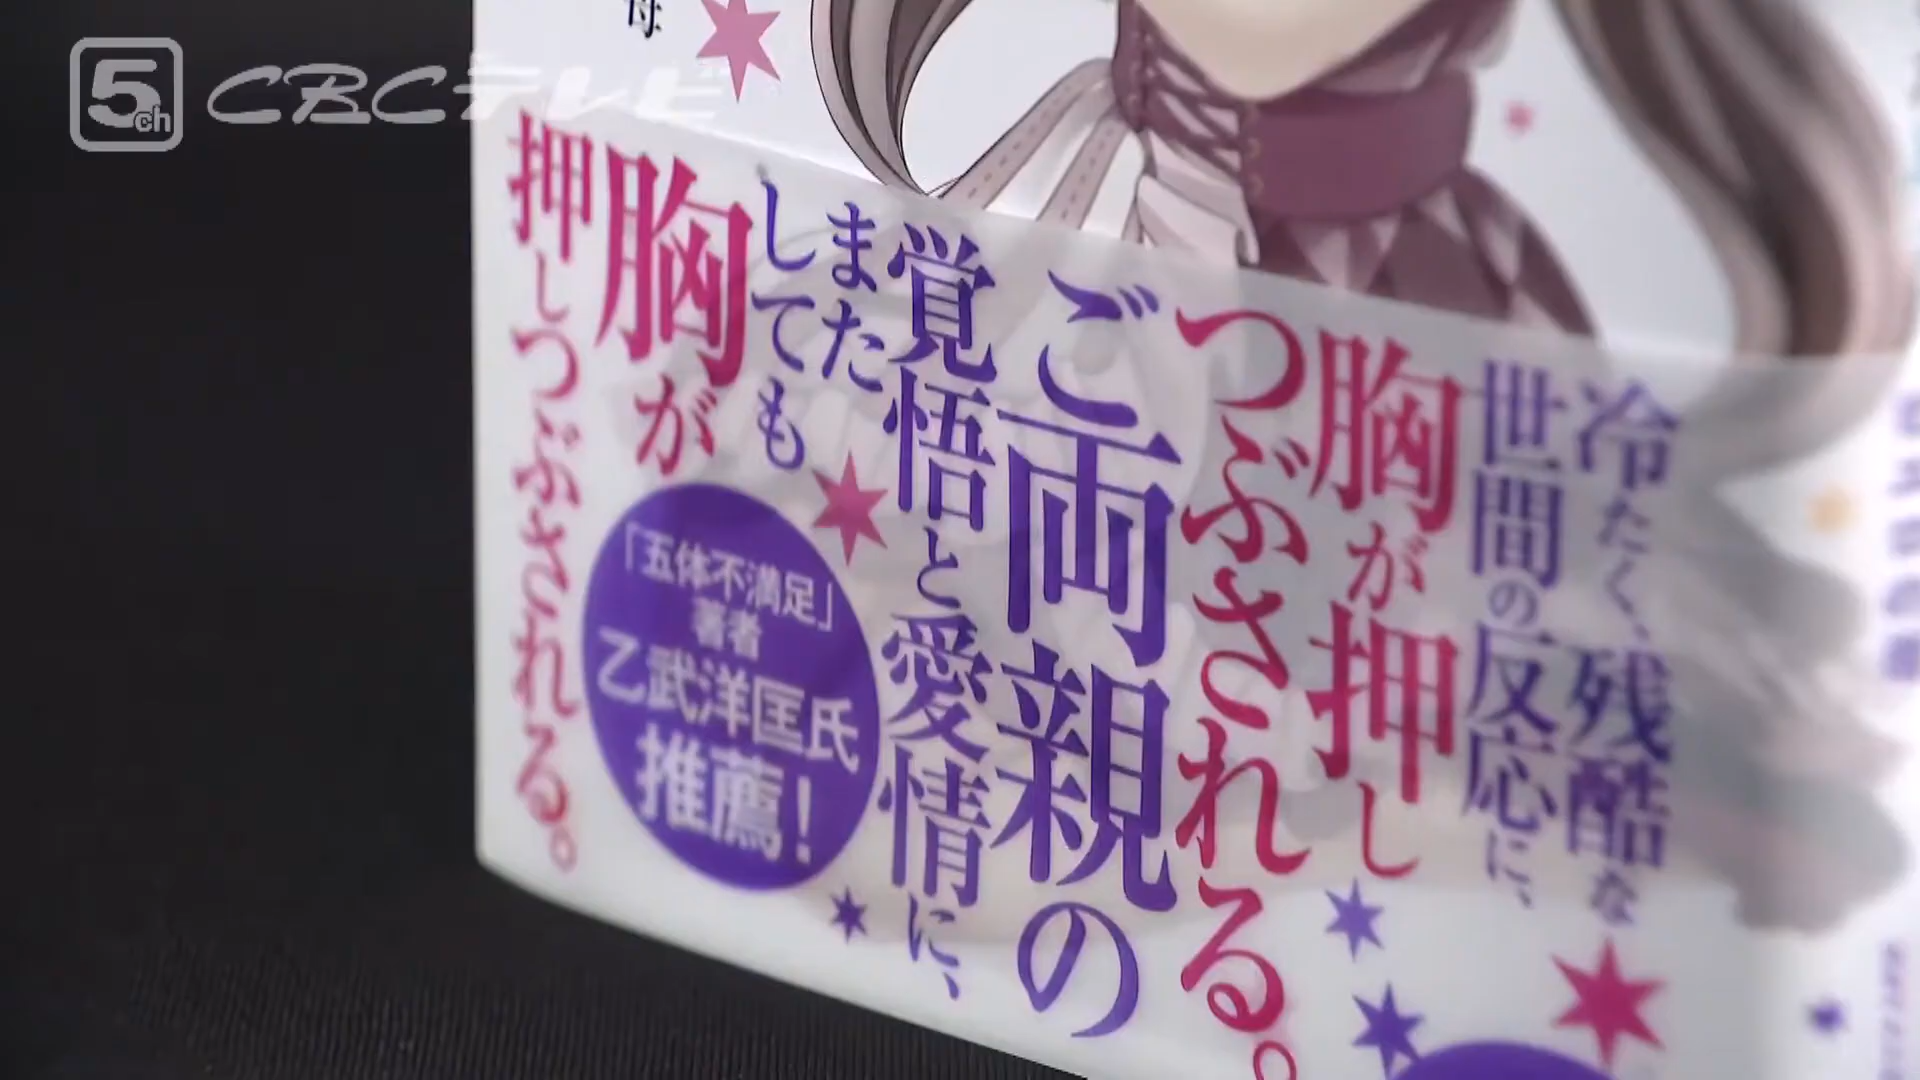 5ch CBCテレビ
母
冷たく、残酷な
世間の反応に、
胸が押し
つぶされる。
ご両親の
覚悟と愛情に、
また
しても
胸が
押しつぶされる。
「五体不満足」
著者
乙武洋匡氏
推薦!